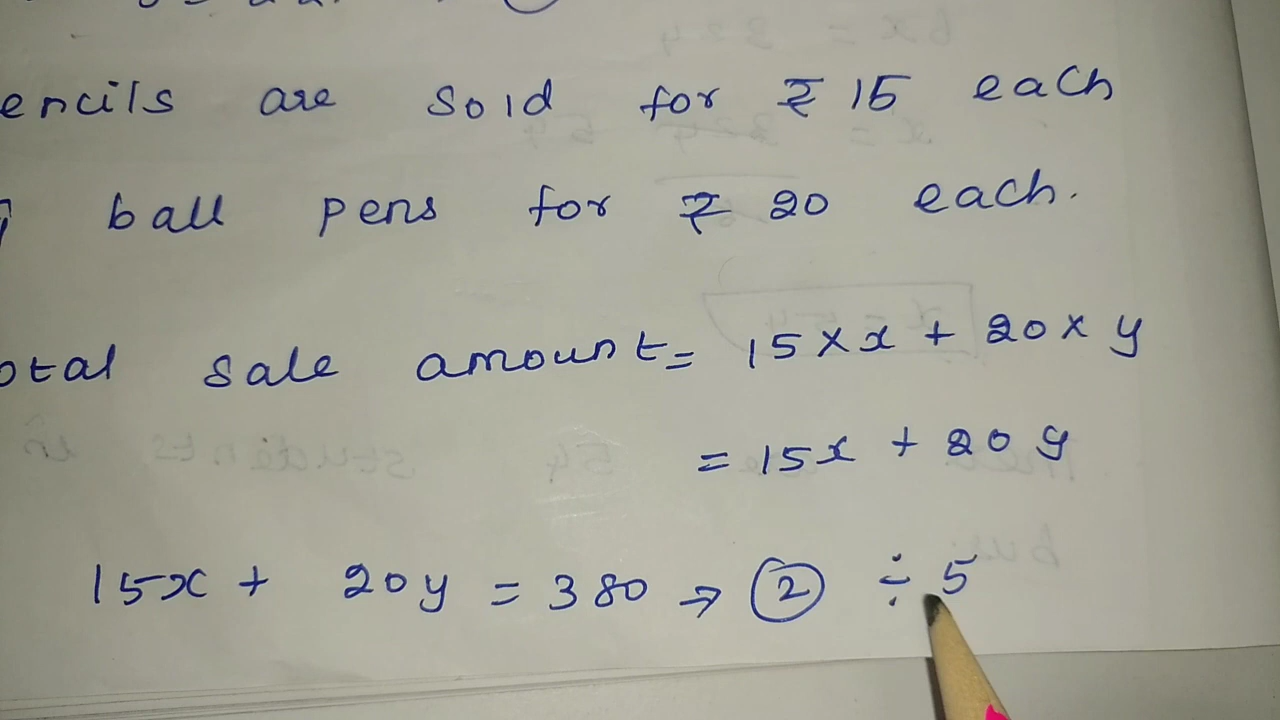 encils are sold for ₹ 15 each
ball pens for ₹ 20 each.
otal sale amount = 15 × x + 20 × y
= 15x + 20y
15x + 20y = 380 → ② ÷ 5